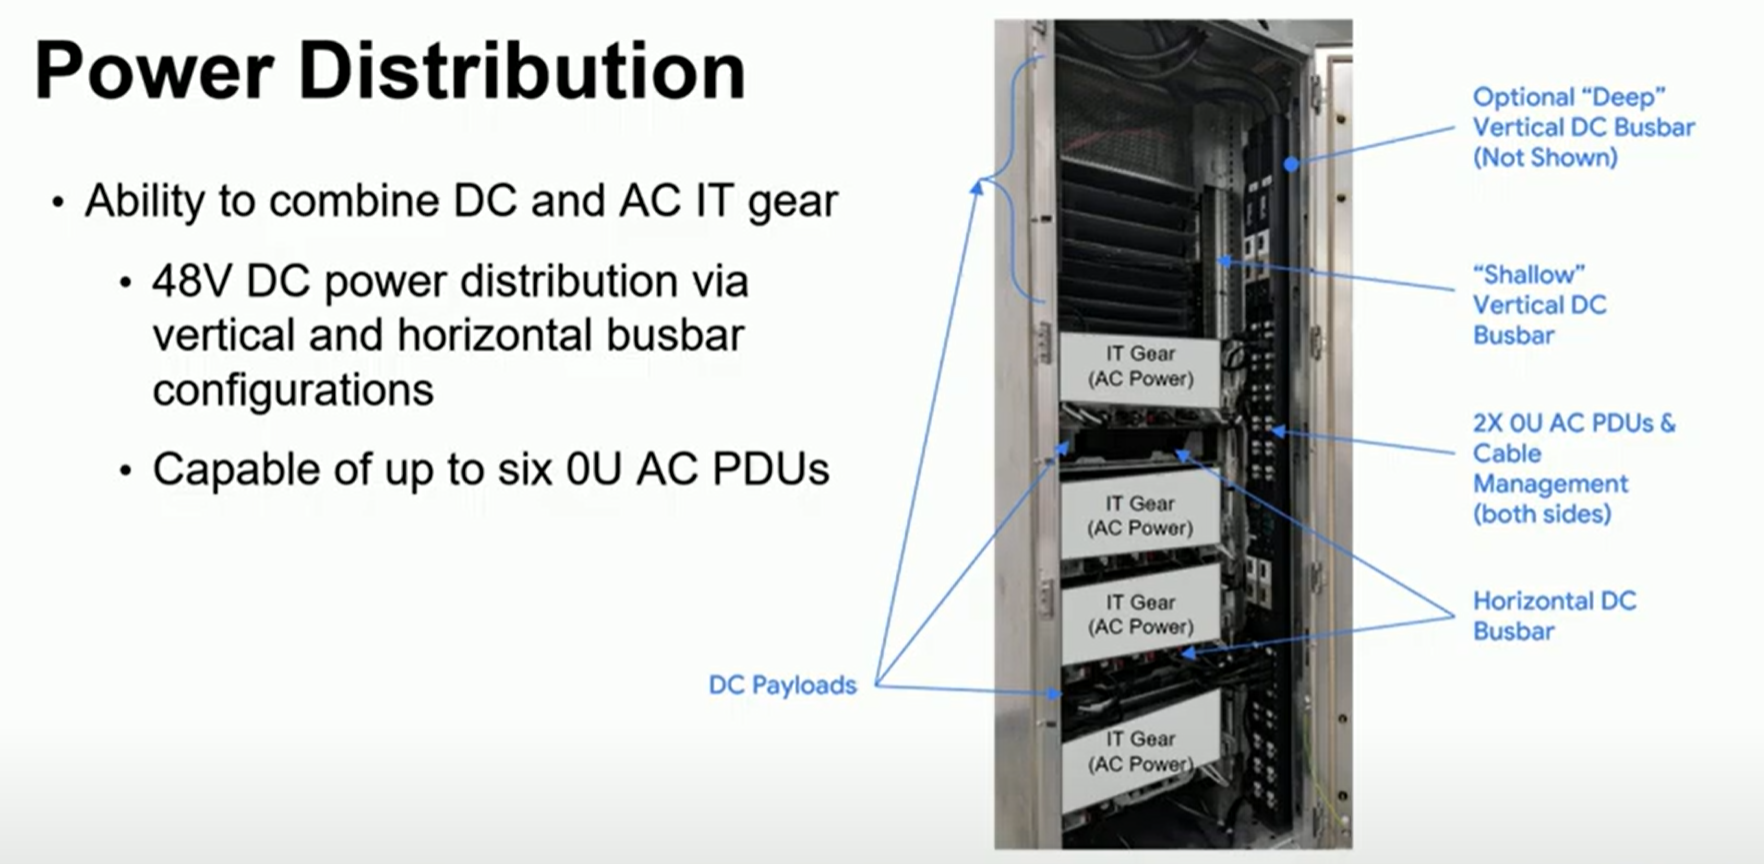 Power Distribution
• Ability to combine DC and AC IT gear
• 48V DC power distribution via
vertical and horizontal busbar
configurations
• Capable of up to six 0U AC PDUs
DC Payloads
IT Gear
(AC Power)
IT Gear
(AC Power)
IT Gear
(AC Power)
IT Gear
(AC Power)
Optional “Deep”
Vertical DC Busbar
(Not Shown)
“Shallow”
Vertical DC
Busbar
2X 0U AC PDUs &
Cable
Management
(both sides)
Horizontal DC
Busbar